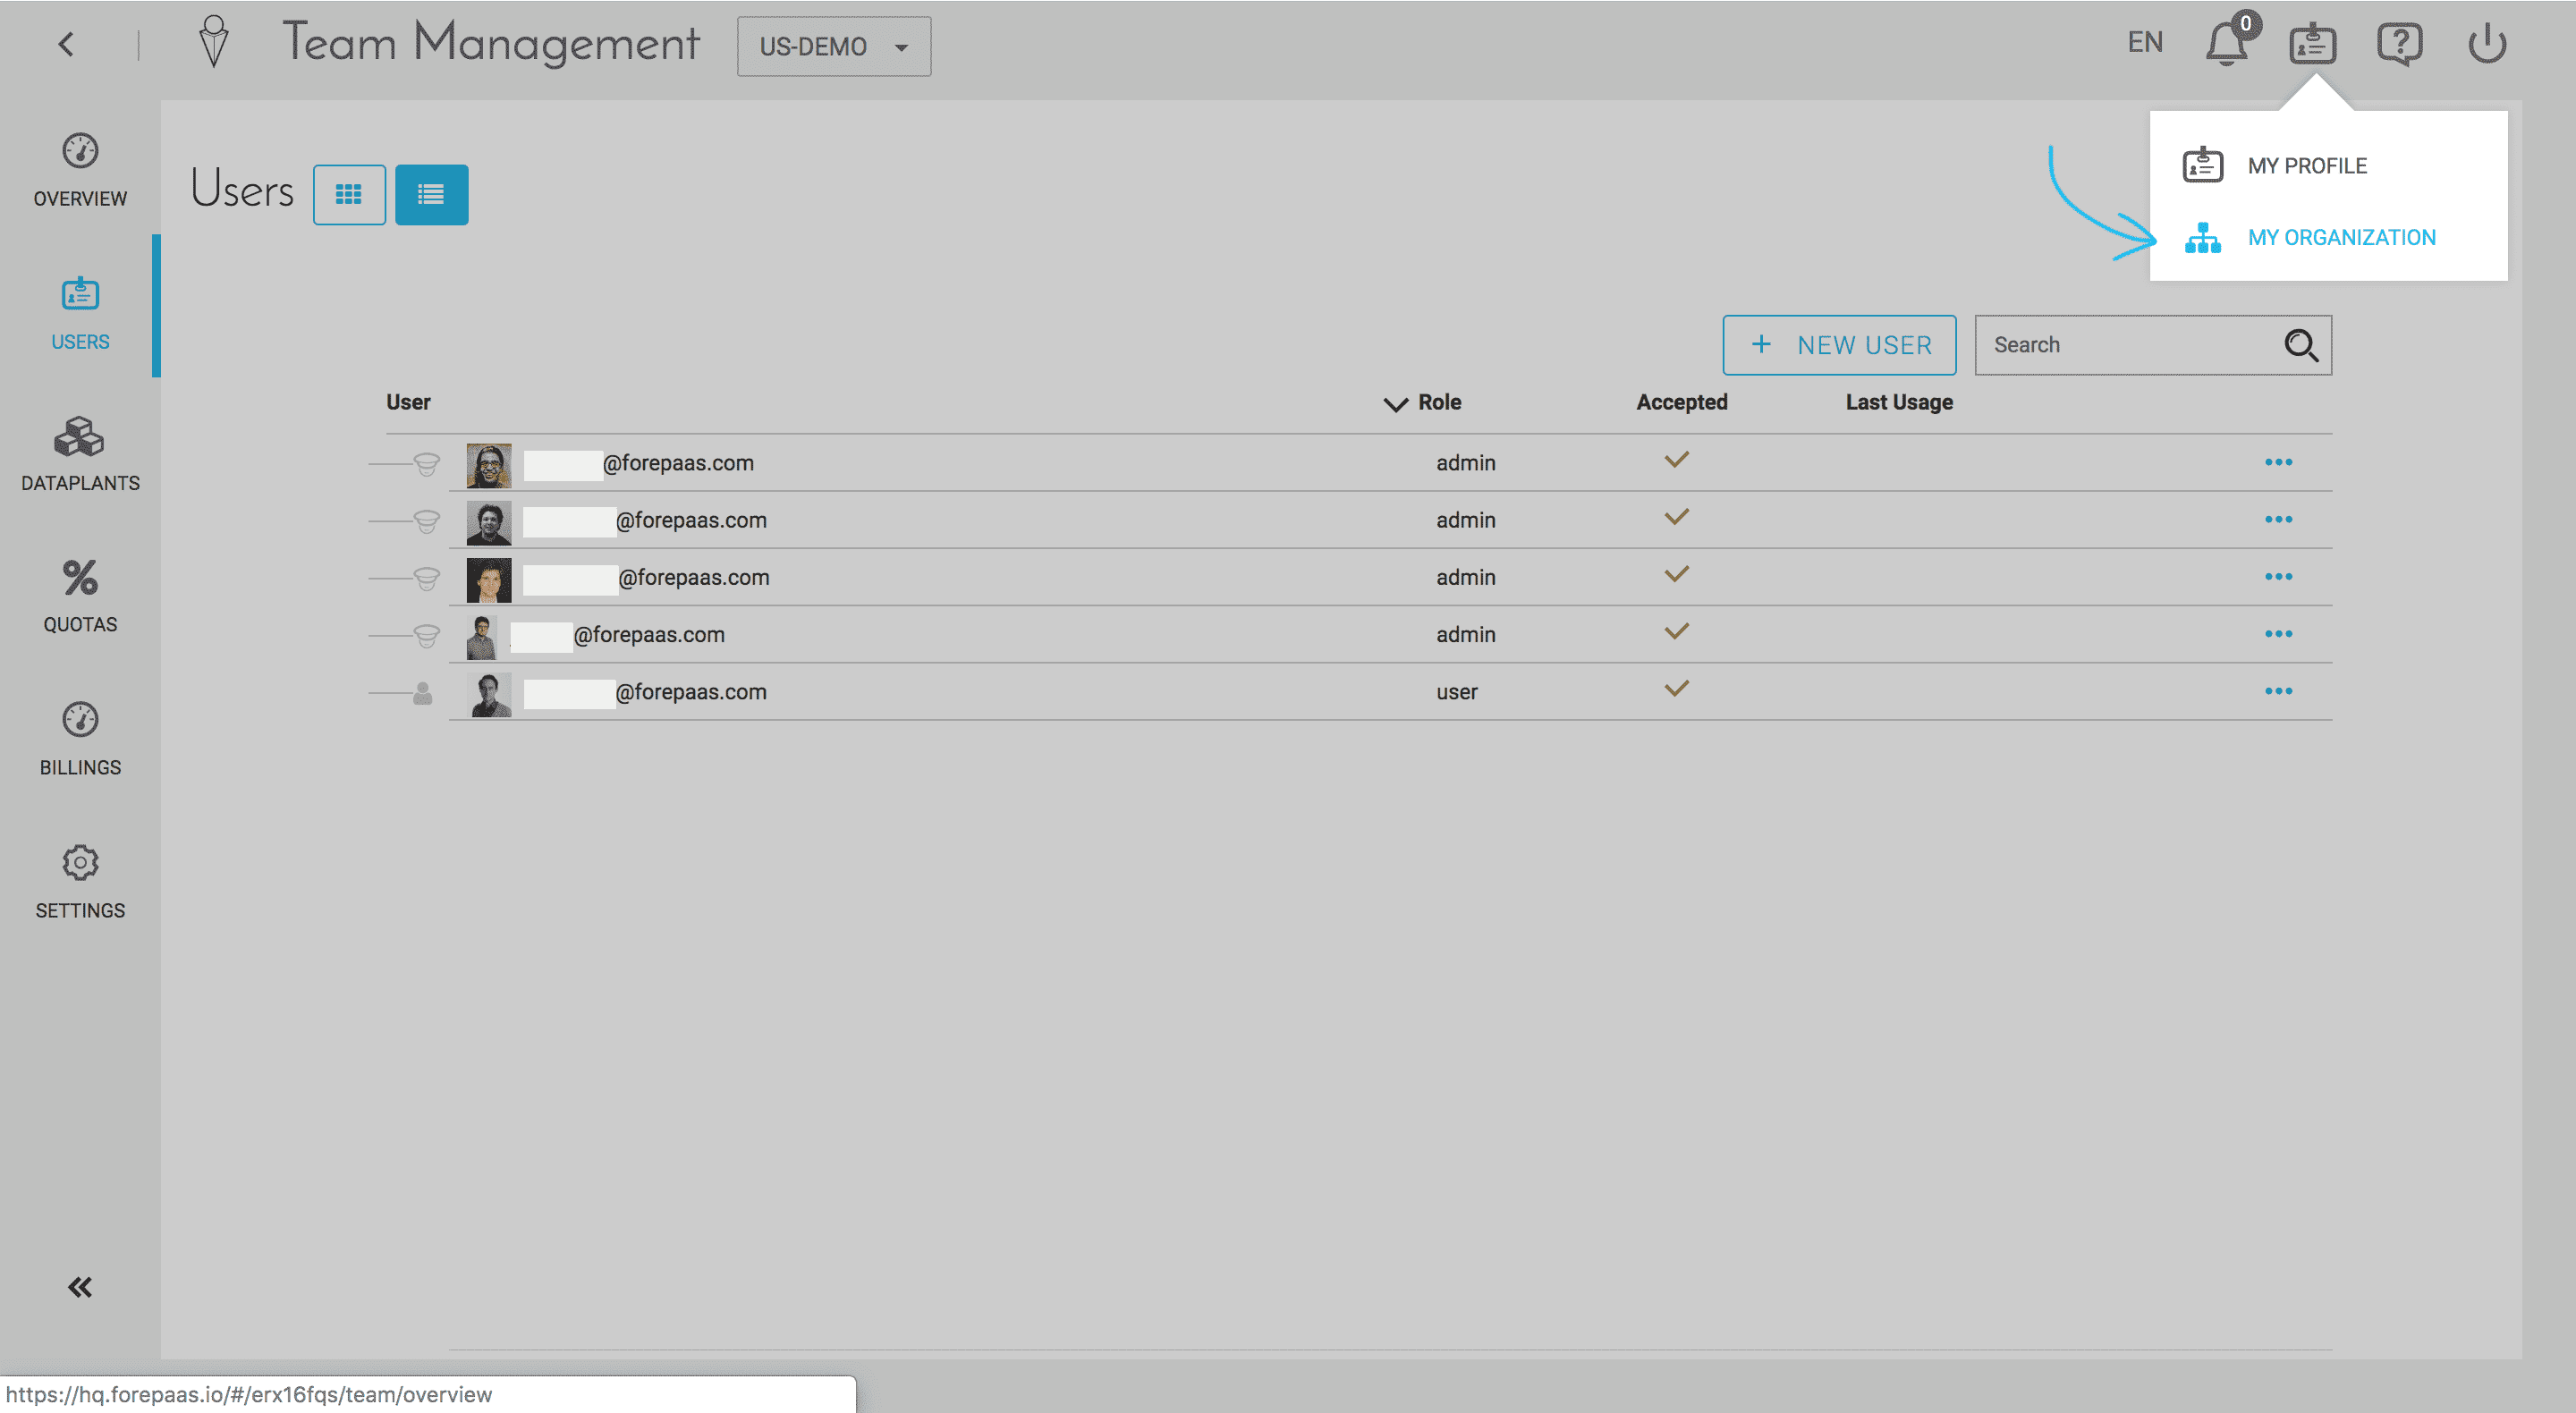 Team Management
US-DEMO
EN
0
MY PROFILE
MY ORGANIZATION
OVERVIEW
USERS
DATAPLANTS
QUOTAS
BILLINGS
SETTINGS
Users
+ NEW USER
Search
User Role Accepted Last Usage
@forepaas.com admin
@forepaas.com admin
@forepaas.com admin
@forepaas.com admin
@forepaas.com user
https://hq.forepaas.io/#/erx16fqs/team/overview